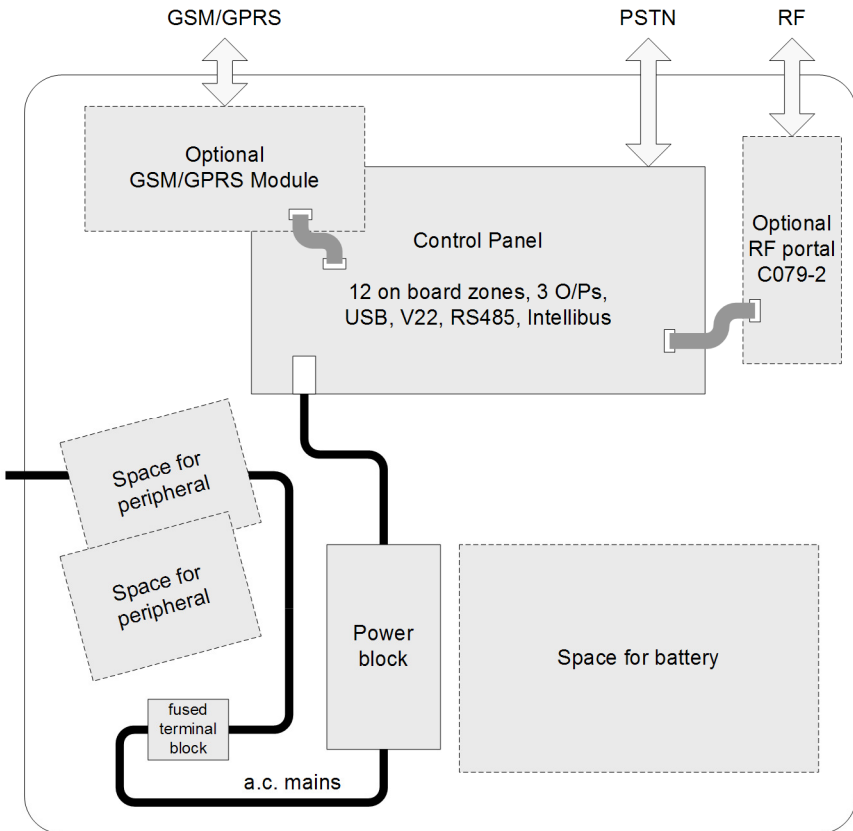 GSM/GPRS
PSTN
RF
Optional
GSM/GPRS Module
Control Panel
12 on board zones, 3 O/Ps,
USB, V22, RS485, Intellibus
Optional
RF portal
C079-2
Space for
peripheral
Space for
peripheral
Power
block
Space for battery
fused
terminal
block
a.c. mains